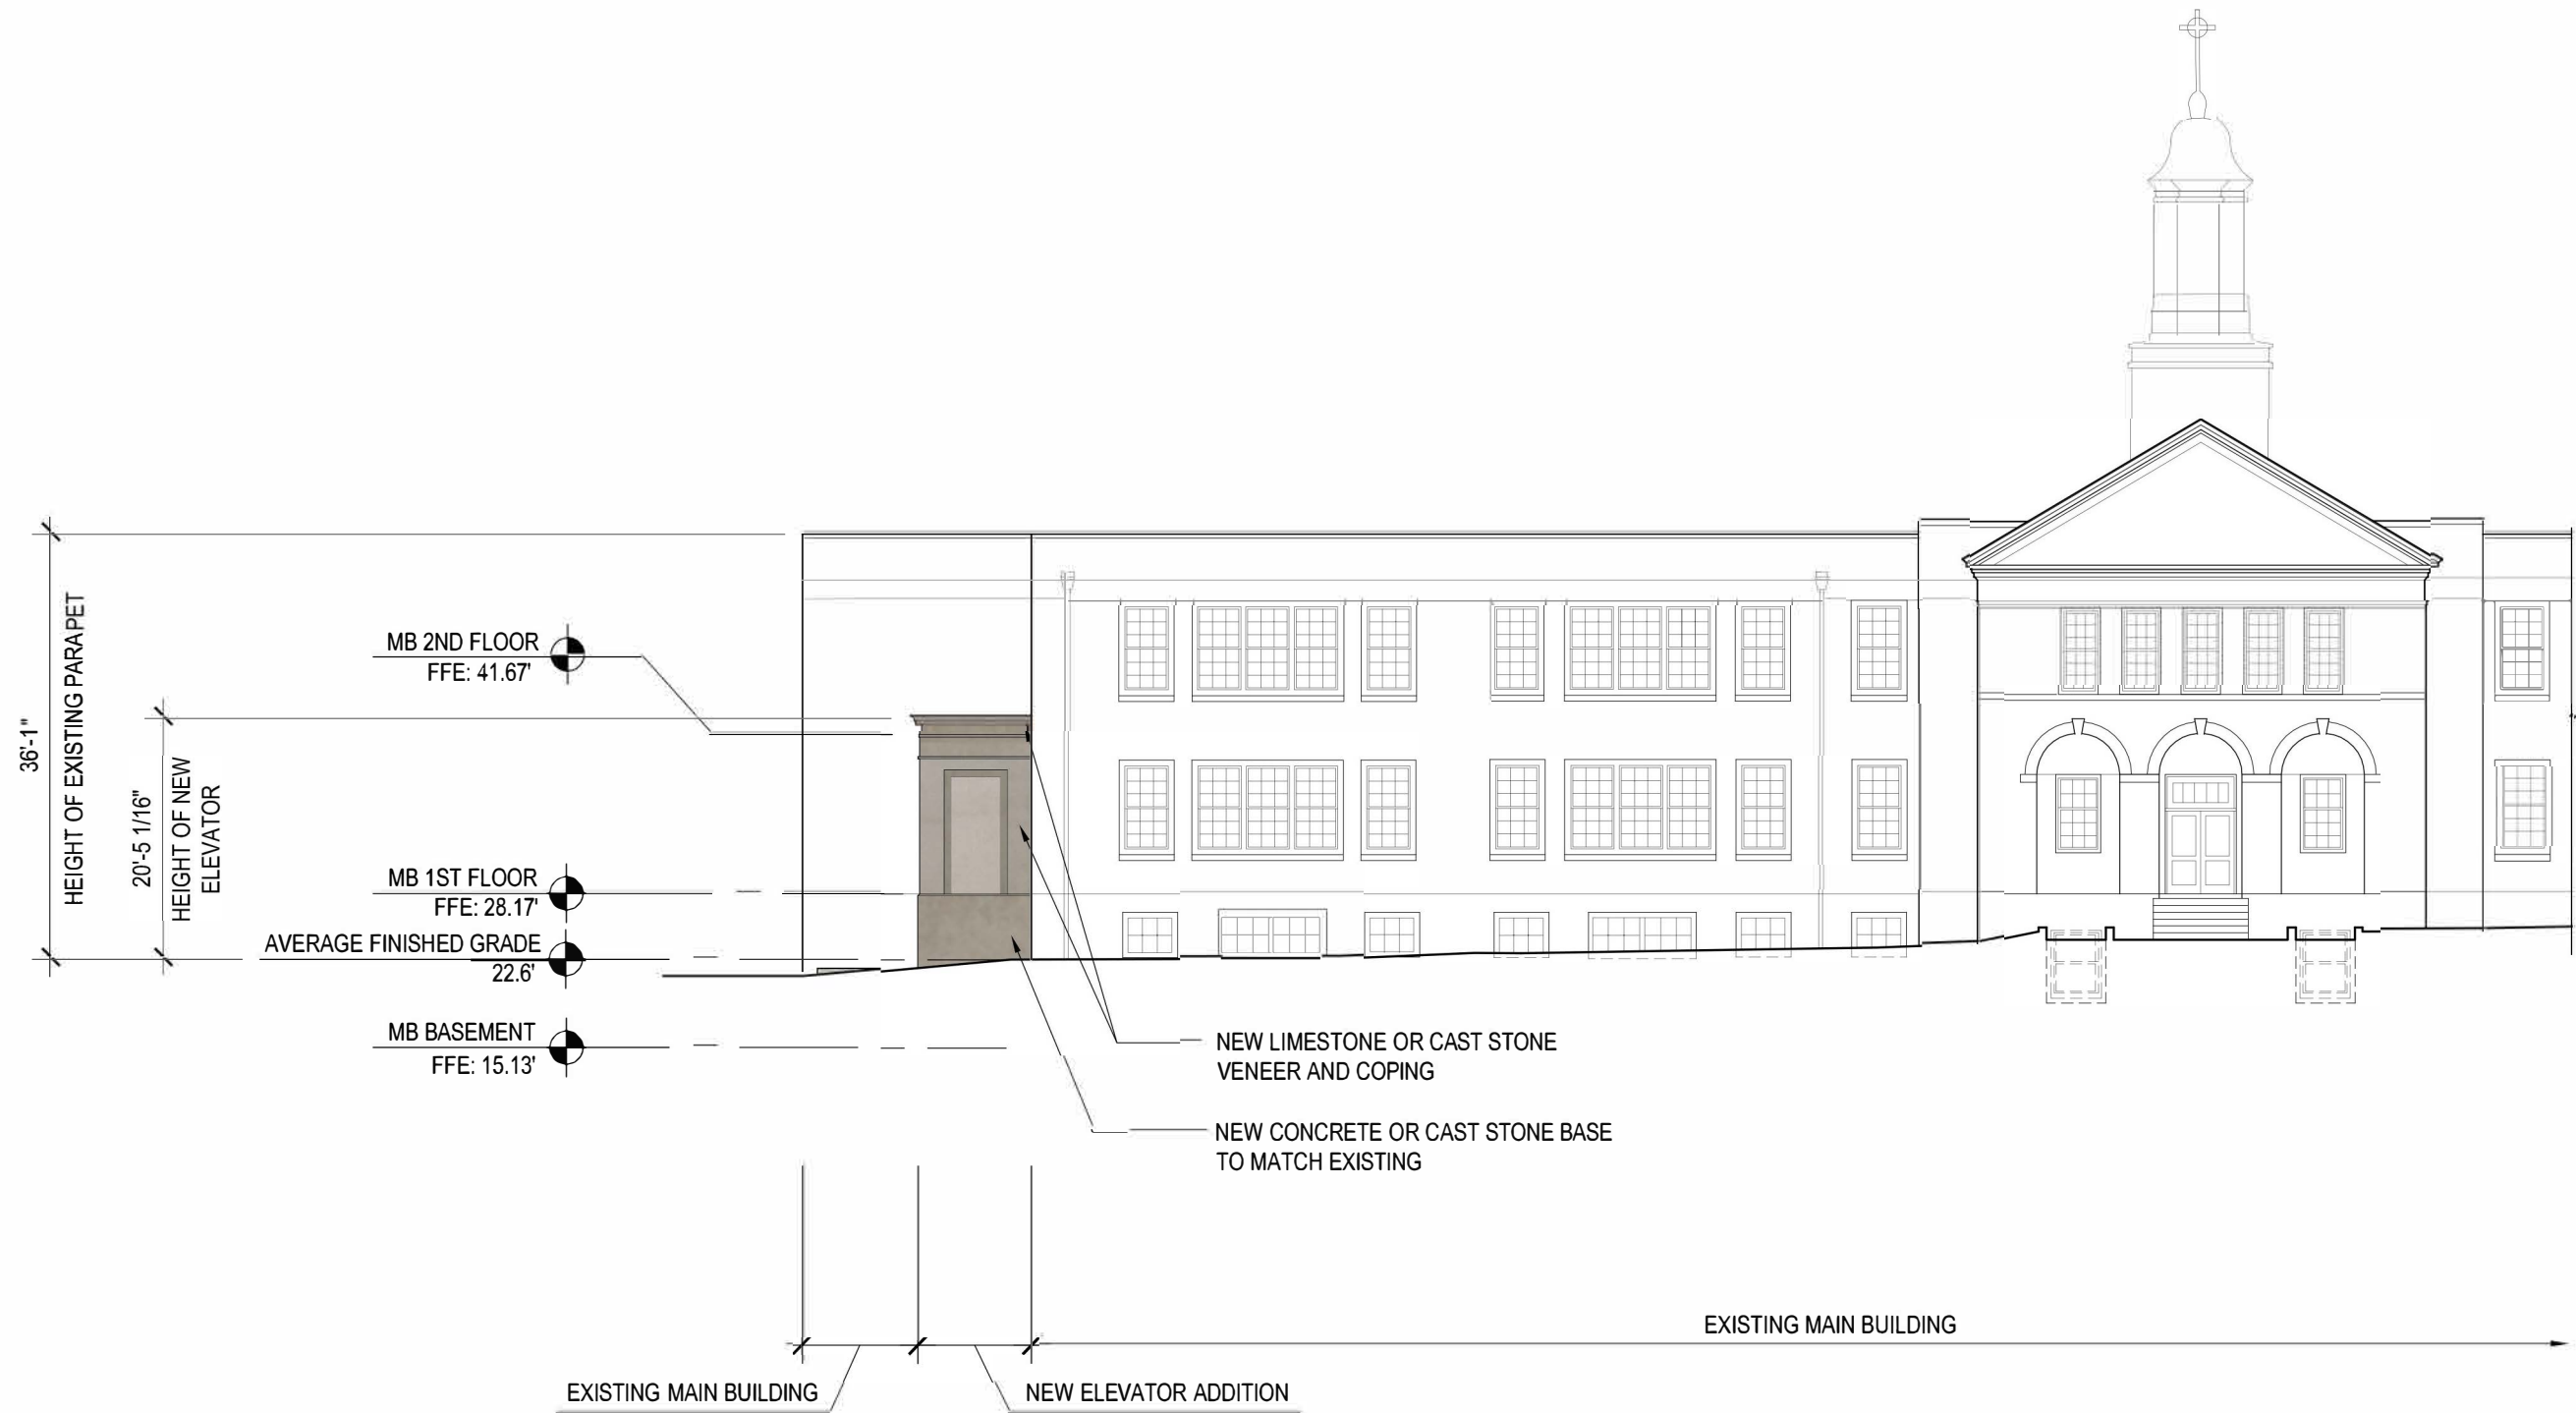 36'-1"
HEIGHT OF EXISTING PARAPET
20'-5 1/16"
HEIGHT OF NEW
ELEVATOR
MB 2ND FLOOR
FFE: 41.67'
MB 1ST FLOOR
FFE: 28.17'
AVERAGE FINISHED GRADE
22.6'
MB BASEMENT
FFE: 15.13'
NEW LIMESTONE OR CAST STONE
VENEER AND COPING
NEW CONCRETE OR CAST STONE BASE
TO MATCH EXISTING
EXISTING MAIN BUILDING
EXISTING MAIN BUILDING
NEW ELEVATOR ADDITION